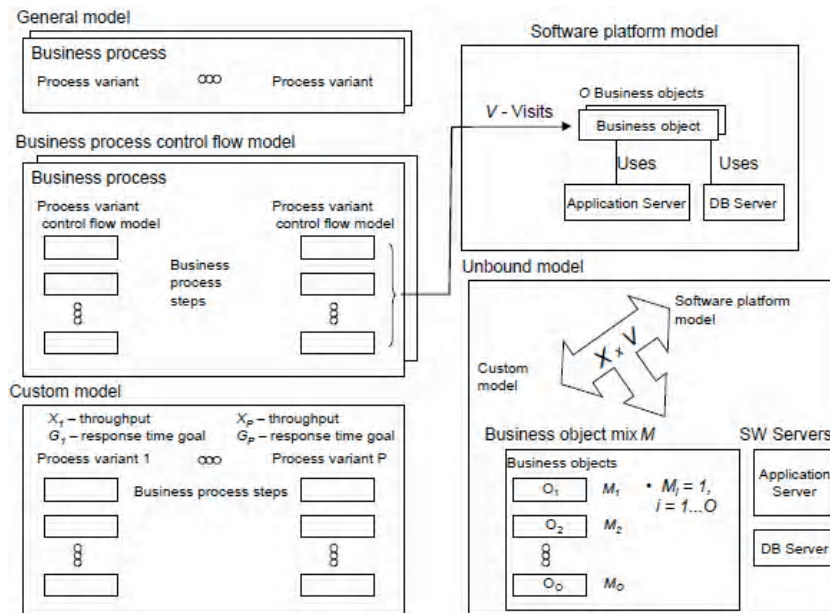 General model
Business process
Process variant
Process variant
Business process control flow model
Business process
Process variant
control flow model
Process variant
control flow model
Business
process
steps
Custom model
X1 – throughput
G1 – response time goal
XP – throughput
GP – response time goal
Process variant 1
Process variant P
Business process steps
Software platform model
V - Visits
O Business objects
Business object
Uses
Uses
Application Server
DB Server
Unbound model
Software platform
model
X x V
Custom
model
Business object mix M
SW Servers
Business objects
O1
M1
• Mi = 1,
i = 1...O
O2
M2
OO
MO
Application
Server
DB Server